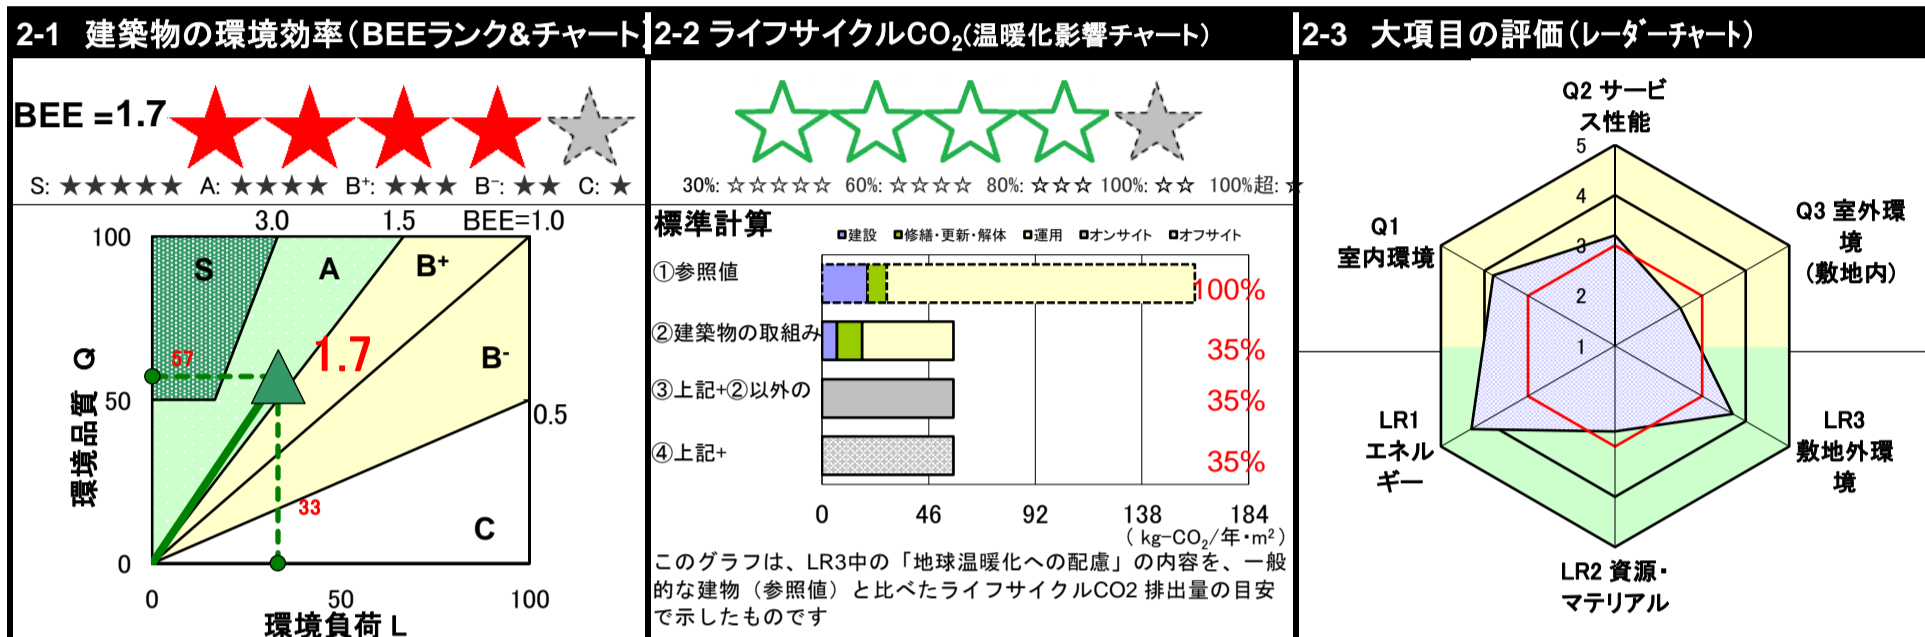 2-1 建築物の環境効率(BEEランク&チャート)
BEE =1.7
S: ★★★★★ A: ★★★★ B⁺: ★★★ B⁻: ★★ C: ★
3.0 1.5 BEE=1.0
100
S
A
B⁺
57
1.7
B⁻
50
0.5
33
C
0
環境品質 Q
0 50 100
環境負荷 L
2-2 ライフサイクルCO₂(温暖化影響チャート)
30%: ☆☆☆☆☆ 60%: ☆☆☆☆ 80%: ☆☆☆ 100%: ☆☆ 100%超: ☆
標準計算
建設 修繕・更新・解体 運用 オンサイト オフサイト
①参照値 100%
②建築物の取組み 35%
③上記+②以外の 35%
④上記+ 35%
0 46 92 138 184
( kg-CO₂/年・m²)
このグラフは、LR3中の「地球温暖化への配慮」の内容を、一般
的な建物(参照値)と比べたライフサイクルCO2 排出量の目安
で示したものです
2-3 大項目の評価(レーダーチャート)
Q2 サービ
ス性能
5
4
3
2
1
Q1
室内環境
Q3 室外環
境
(敷地内)
LR1
エネル
ギー
LR3
敷地外環
境
LR2 資源・
マテリアル